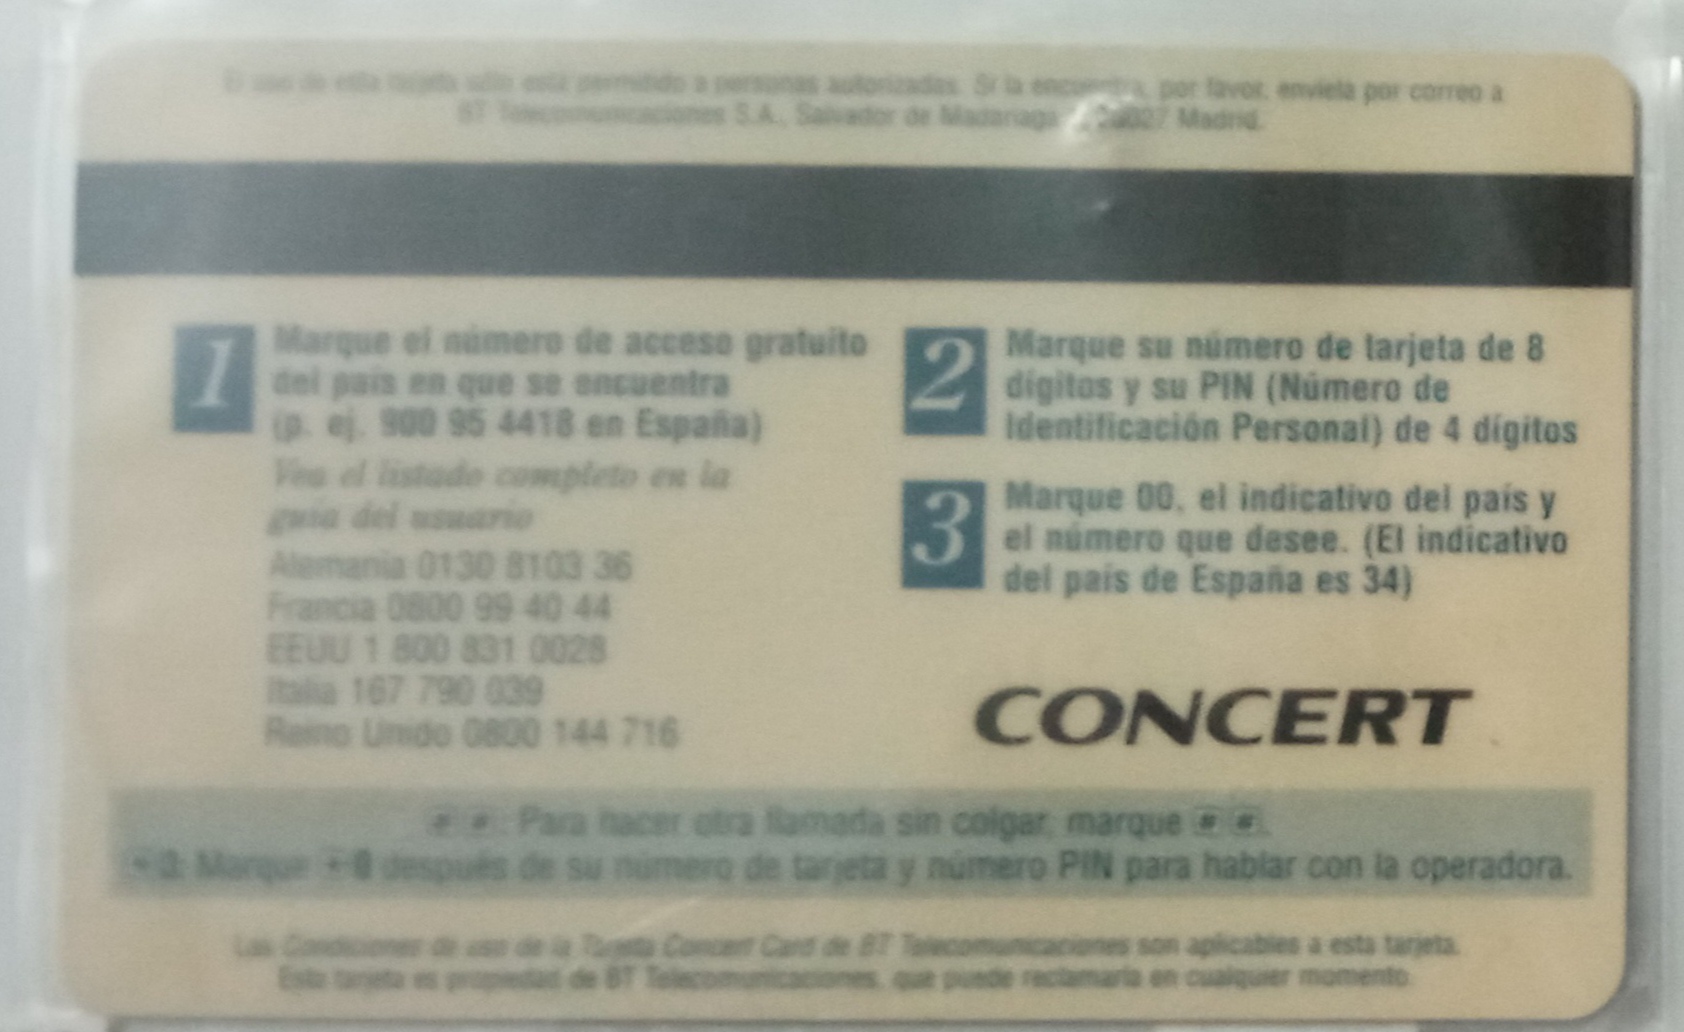 El uso de esta tarjeta sólo está permitido a personas autorizadas. Si la encuentra, por favor, envíela por correo a
BT Telecomunicaciones S.A., Salvador de Madariaga 28027 Madrid.
1 Marque el número de acceso gratuito
del país en que se encuentra
(p. ej. 900 95 4418 en España)
Vea el listado completo en la
guía del usuario
Alemania 0130 8103 36
Francia 0800 99 40 44
EEUU 1 800 831 0028
Italia 167 790 039
Reino Unido 0800 144 716
2 Marque su número de tarjeta de 8
dígitos y su PIN (Número de
Identificación Personal) de 4 dígitos
3 Marque 00, el indicativo del país y
el número que desee. (El indicativo
del país de España es 34)
CONCERT
# #: Para hacer otra llamada sin colgar, marque # #.
* 0: Marque * 0 después de su número de tarjeta y número PIN para hablar con la operadora.
Las Condiciones de uso de la Tarjeta Concert Card de BT Telecomunicaciones son aplicables a esta tarjeta.
Esta tarjeta es propiedad de BT Telecomunicaciones, que puede reclamarla en cualquier momento.